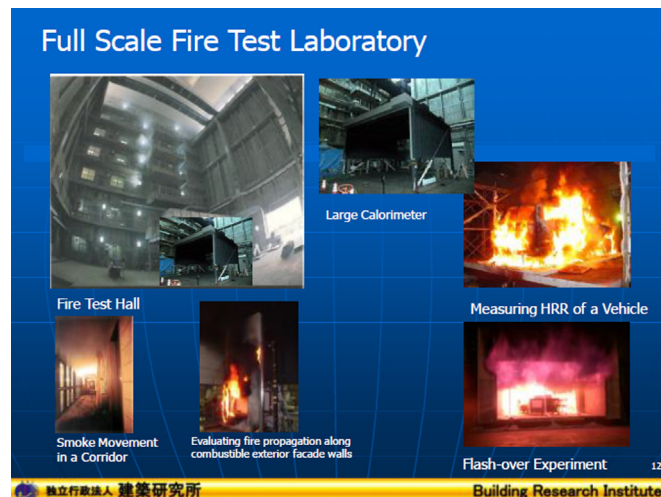 Full Scale Fire Test Laboratory
Large Calorimeter
Fire Test Hall
Measuring HRR of a Vehicle
Smoke Movement
in a Corridor
Evaluating fire propagation along
combustible exterior facade walls
Flash-over Experiment
12
独立行政法人 建築研究所
Building Research Institute